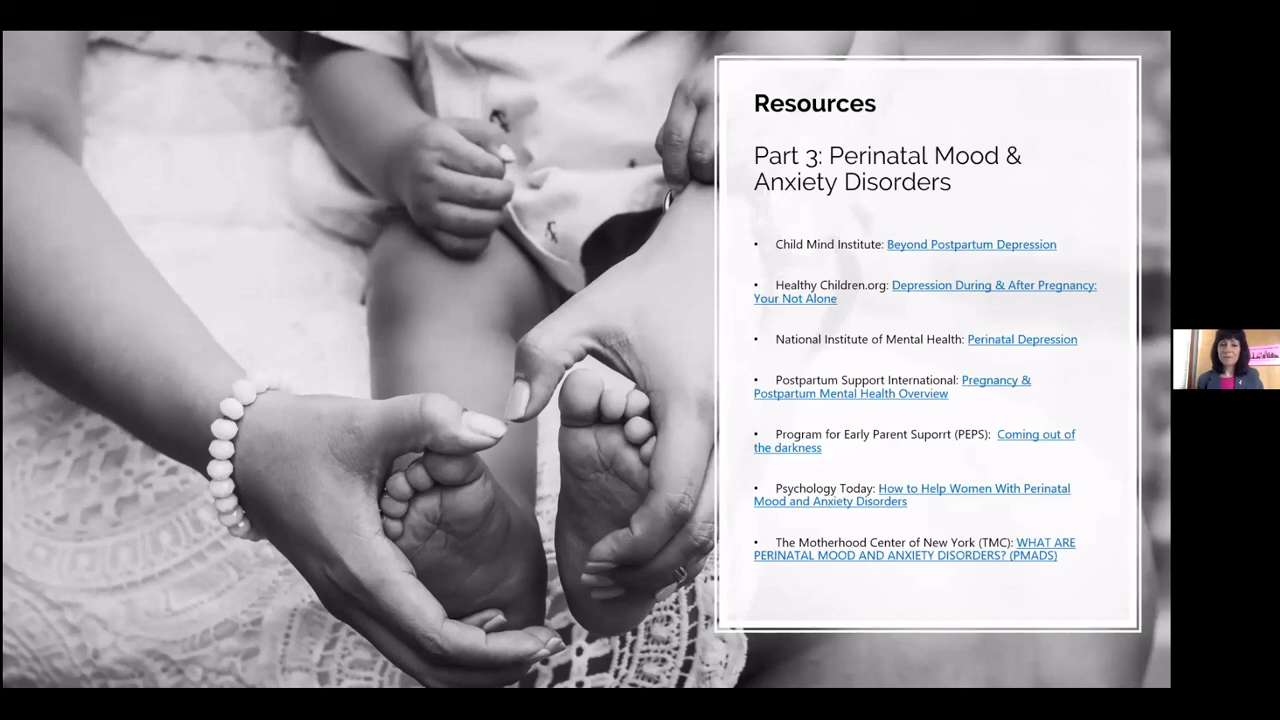 Resources
Part 3: Perinatal Mood &
Anxiety Disorders
• Child Mind Institute: Beyond Postpartum Depression
• Healthy Children.org: Depression During & After Pregnancy:
Your Not Alone
• National Institute of Mental Health: Perinatal Depression
• Postpartum Support International: Pregnancy &
Postpartum Mental Health Overview
• Program for Early Parent Suporrt (PEPS): Coming out of
the darkness
• Psychology Today: How to Help Women With Perinatal
Mood and Anxiety Disorders
• The Motherhood Center of New York (TMC): WHAT ARE
PERINATAL MOOD AND ANXIETY DISORDERS? (PMADS)